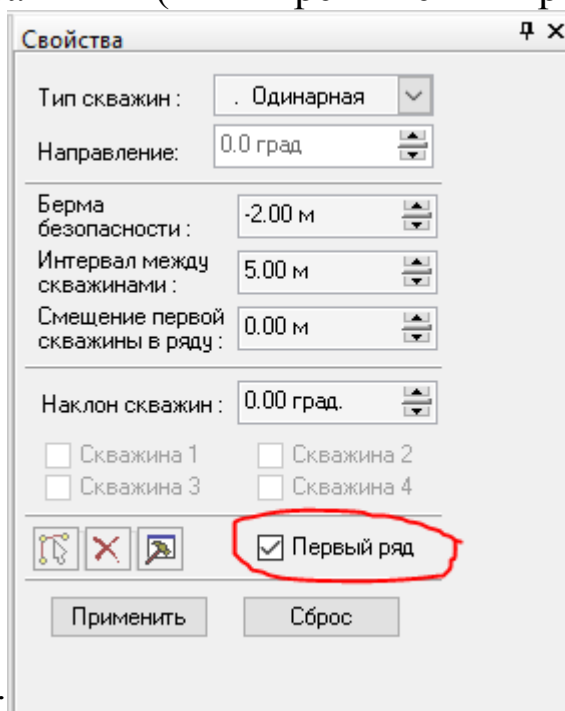 Свойства
Тип скважин : . Одинарная
Направление: 0.0 град
Берма
безопасности : -2.00 м
Интервал между
скважинами : 5.00 м
Смещение первой
скважины в ряду : 0.00 м
Наклон скважин : 0.00 град.
Скважина 1 Скважина 2
Скважина 3 Скважина 4
Первый ряд
Применить Сброс